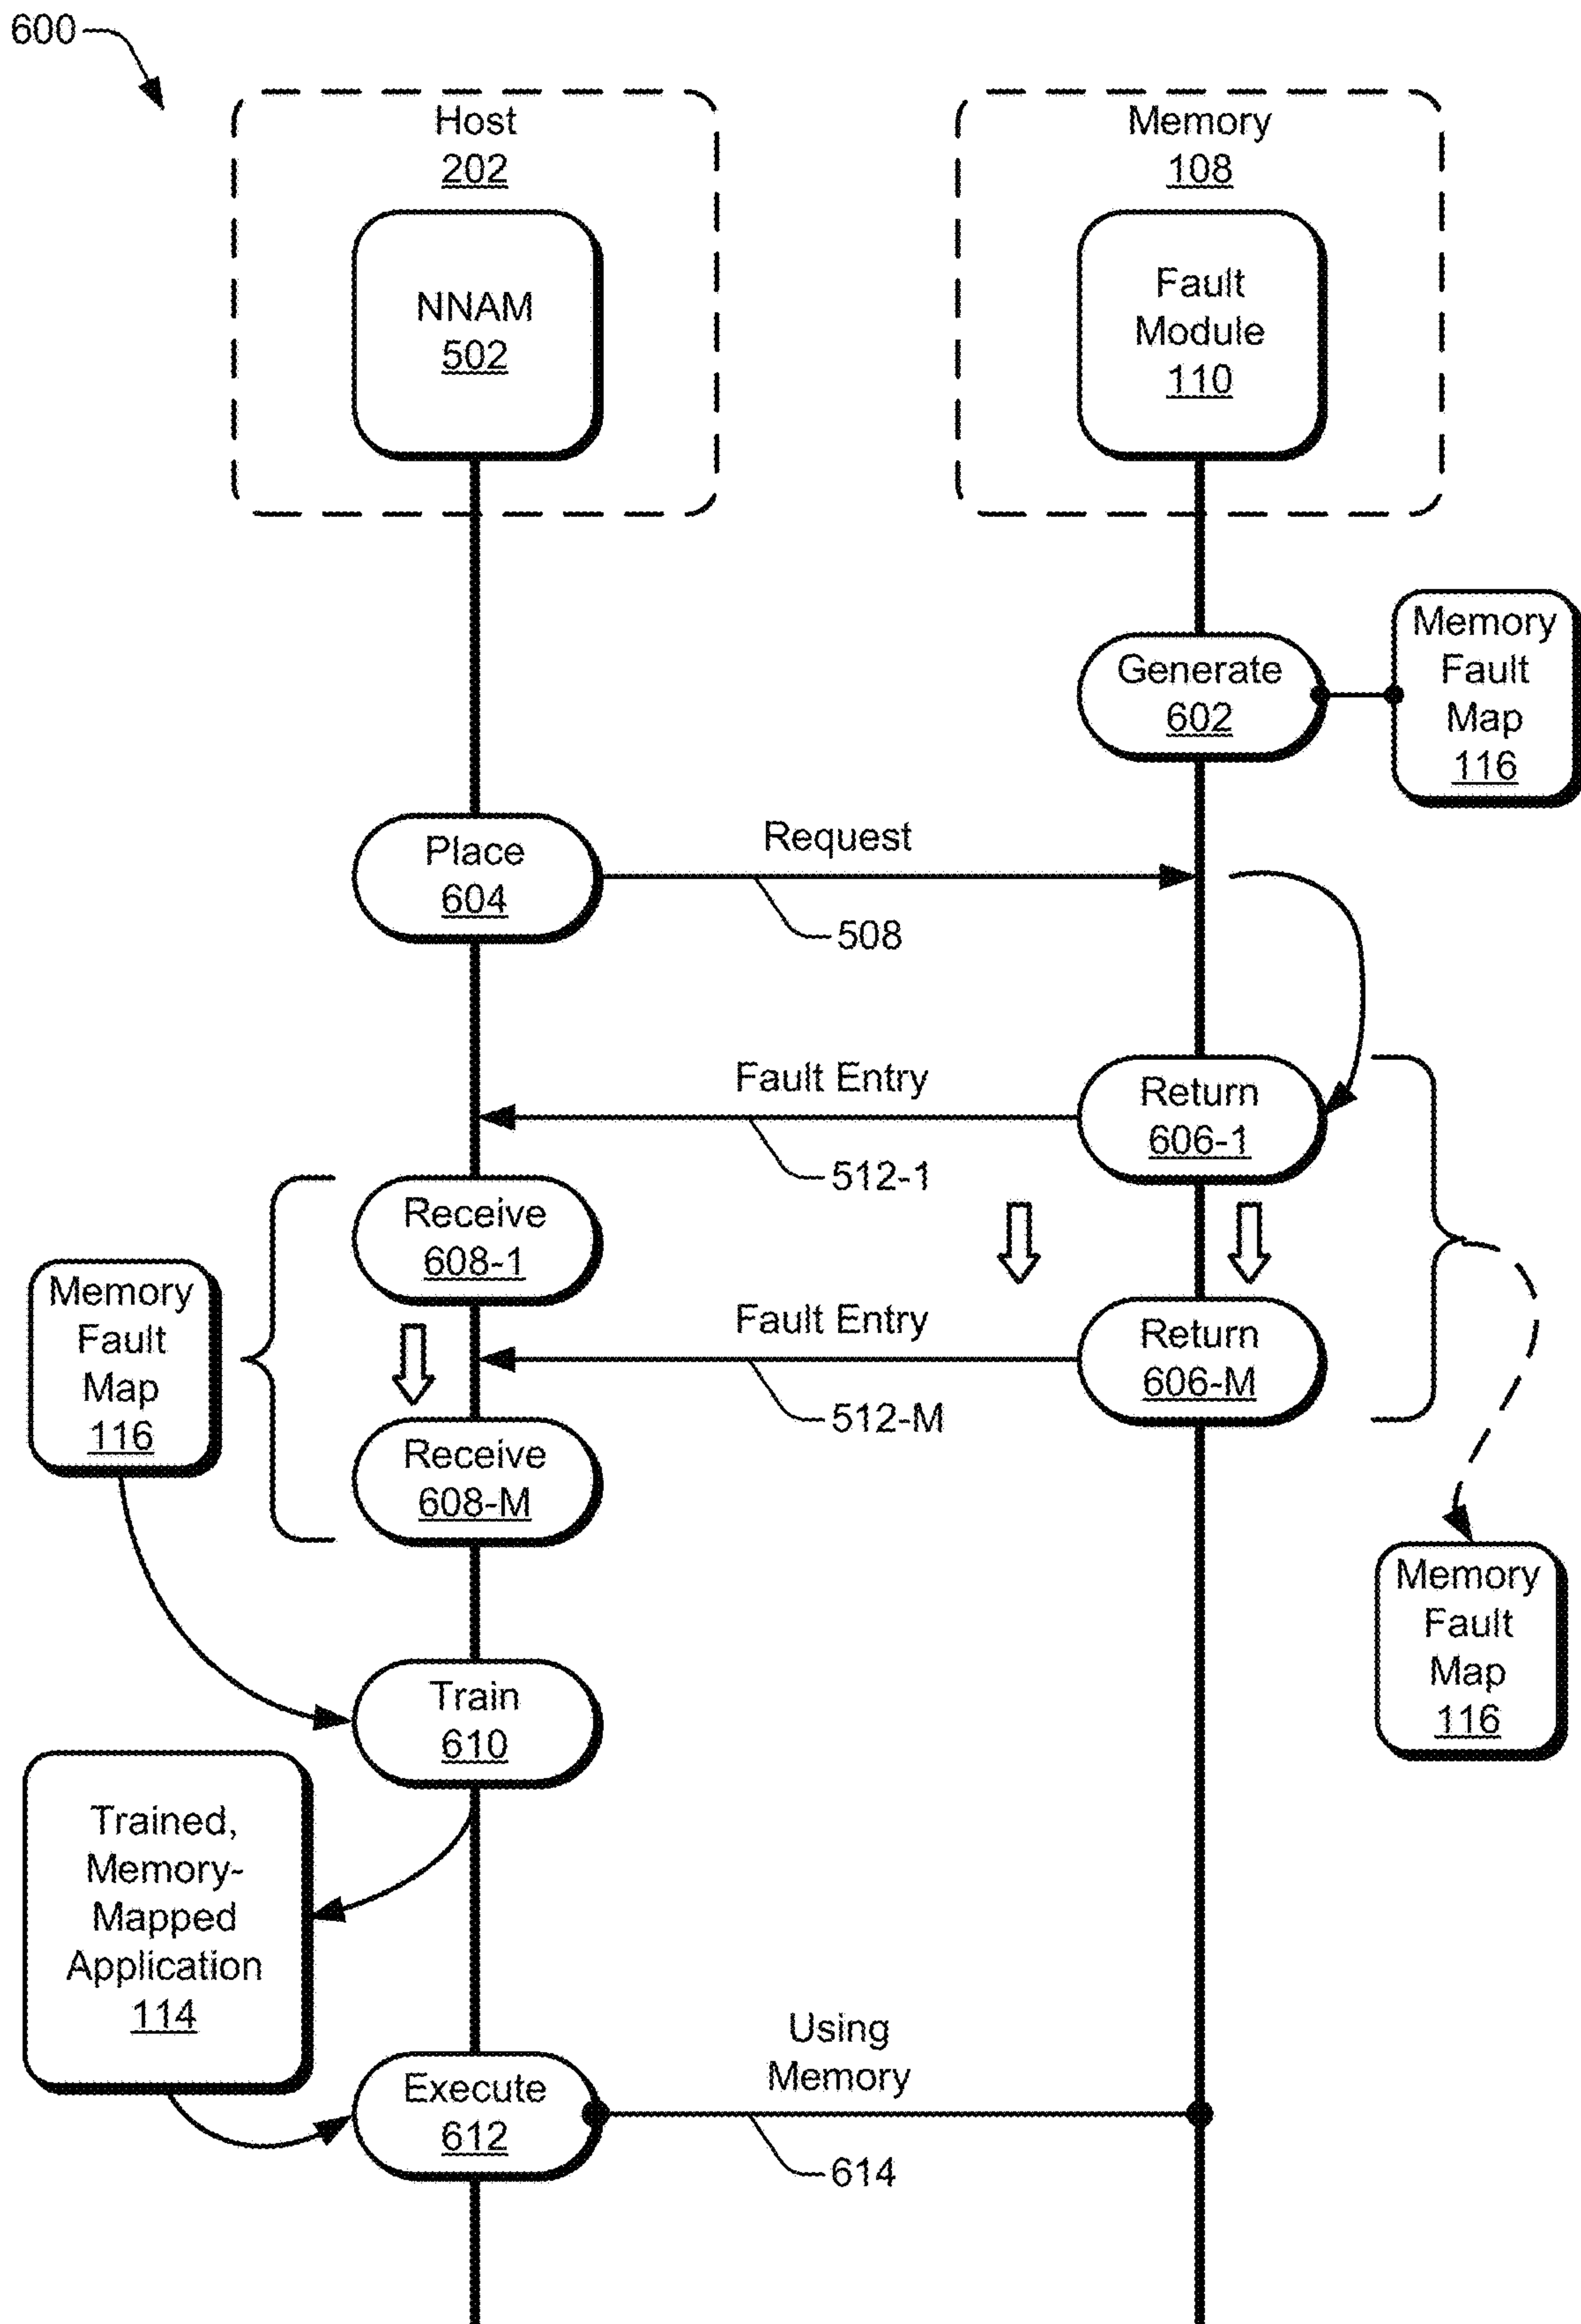 600
Host
202
Memory
108
NNAM
502
Fault
Module
110
Generate
602
Memory
Fault
Map
116
Place
604
Request
508
Fault Entry
512-1
Return
606-1
Receive
608-1
Memory
Fault
Map
116
Fault Entry
512-M
Return
606-M
Receive
608-M
Memory
Fault
Map
116
Train
610
Trained,
Memory-
Mapped
Application
114
Execute
612
Using
Memory
614